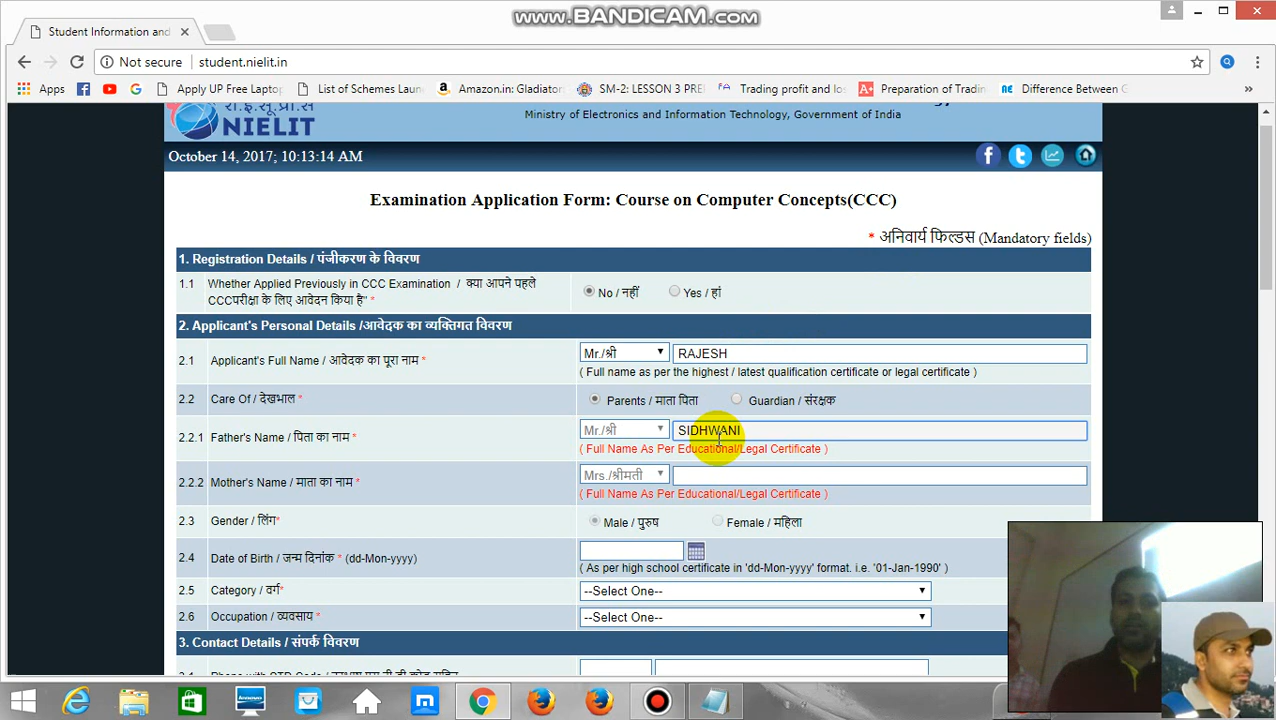 www.BANDICAM.com
Student Information and
Not secure student.nielit.in
Apps Apply UP Free Laptop List of Schemes Laun Amazon.in: Gladiator SM-2: LESSON 3 PREP Trading profit and los Preparation of Tradin Difference Between
रा.इ.सू.प्रौ.सं
NIELIT
Ministry of Electronics and Information Technology, Government of India
October 14, 2017; 10:13:14 AM
Examination Application Form: Course on Computer Concepts(CCC)
* अनिवार्य फिल्डस (Mandatory fields)
1. Registration Details / पंजीकरण के विवरण
1.1 Whether Applied Previously in CCC Examination / क्या आपने पहले
CCCपरीक्षा के लिए आवेदन किया है" *
No / नहीं Yes / हां
2. Applicant's Personal Details /आवेदक का व्यक्तिगत विवरण
2.1 Applicant's Full Name / आवेदक का पूरा नाम * Mr./श्री RAJESH
( Full name as per the highest / latest qualification certificate or legal certificate )
2.2 Care Of / देखभाल * Parents / माता पिता Guardian / संरक्षक
2.2.1 Father's Name / पिता का नाम * Mr./श्री SIDHWANI
( Full Name As Per Educational/Legal Certificate )
2.2.2 Mother's Name / माता का नाम * Mrs./श्रीमती
( Full Name As Per Educational/Legal Certificate )
2.3 Gender / लिंग* Male / पुरुष Female / महिला
2.4 Date of Birth / जन्म दिनांक * (dd-Mon-yyyy)
( As per high school certificate in 'dd-Mon-yyyy' format. i.e. '01-Jan-1990' )
2.5 Category / वर्ग* --Select One--
2.6 Occupation / व्यवसाय * --Select One--
3. Contact Details / संपर्क विवरण